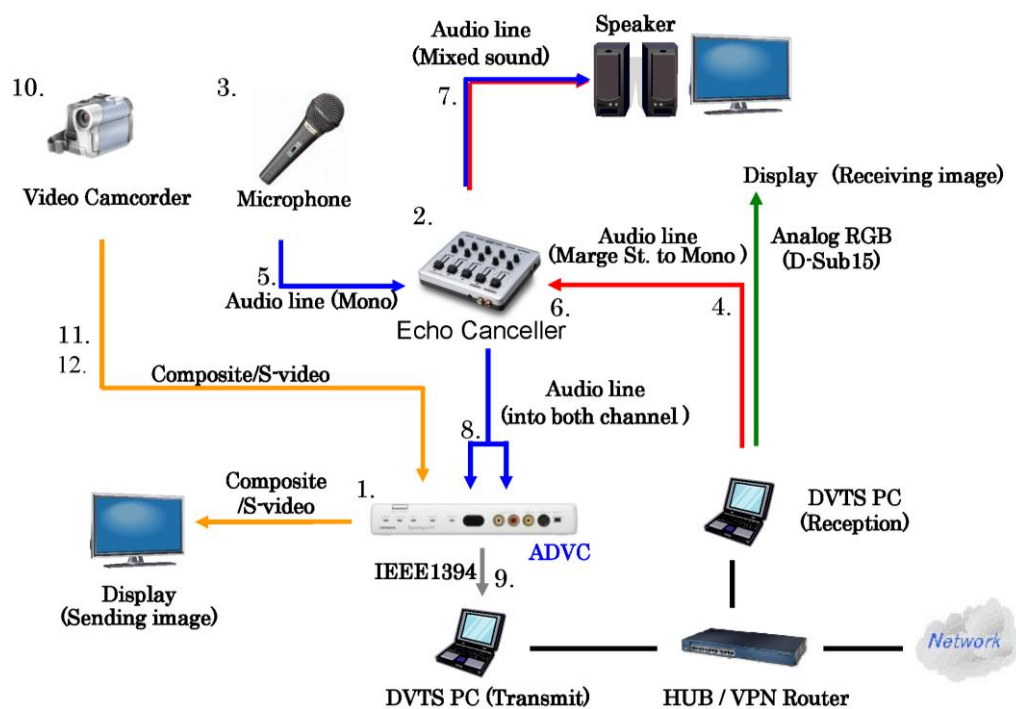 Audio line
(Mixed sound)
Speaker
10.
3.
7.
Video Camcorder
Microphone
2.
Display (Receiving image)
Audio line
(Marge St. to Mono )
Analog RGB
(D-Sub15)
5.
Audio line (Mono)
6.
4.
Echo Canceller
11.
12.
Composite/S-video
Audio line
(into both channel )
8.
Composite
/S-video
1.
DVTS PC
(Reception)
ADVC
IEEE1394
9.
Display
(Sending image)
Network
DVTS PC (Transmit)
HUB / VPN Router